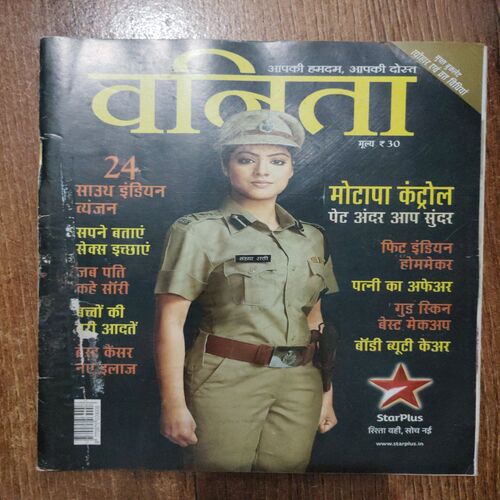 आपकी हमदम, आपकी दोस्त
वनिता
मूल्य ₹ 30
24
साउथ इंडियन
व्यंजन
सपने बताएं
सेक्स इच्छाएं
जब पति
कहे सॉरी
बच्चों की
बुरी आदतें
ब्रेस्ट कैंसर
नए इलाज
मोटापा कंट्रोल
पेट अंदर आप सुंदर
फिट इंडियन
होममेकर
पत्नी का अफेअर
गुड स्किन
बेस्ट मेकअप
बॉडी ब्यूटी केअर
संध्या राठी
StarPlus
रिश्ता वही, सोच नई
www.starplus.in